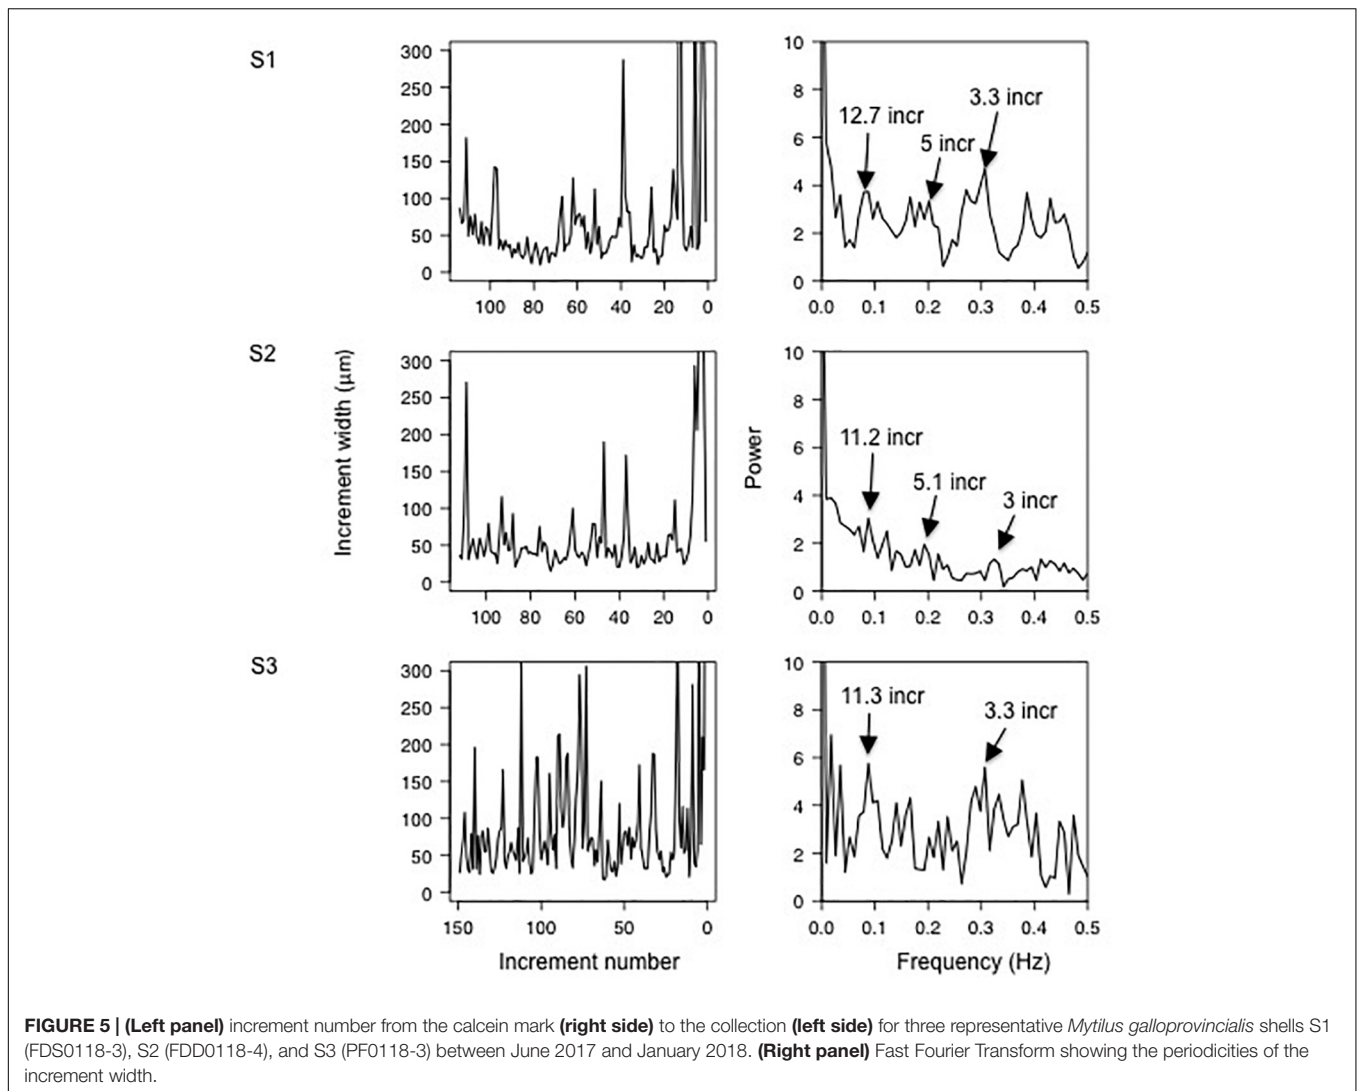 S1
300
250
200
150
100
50
0
100 80 60 40 20 0
10
8
6
4
2
0
12.7 incr
5 incr
3.3 incr
0.0 0.1 0.2 0.3 0.4 0.5
S2
Increment width (μm)
300
250
200
150
100
50
0
100 80 60 40 20 0
Power
10
8
6
4
2
0
11.2 incr
5.1 incr
3 incr
0.0 0.1 0.2 0.3 0.4 0.5
S3
300
250
200
150
100
50
0
150 100 50 0
Increment number
10
8
6
4
2
0
11.3 incr
3.3 incr
0.0 0.1 0.2 0.3 0.4 0.5
Frequency (Hz)
FIGURE 5 | (Left panel) increment number from the calcein mark (right side) to the collection (left side) for three representative Mytilus galloprovincialis shells S1
(FDS0118-3), S2 (FDD0118-4), and S3 (PF0118-3) between June 2017 and January 2018. (Right panel) Fast Fourier Transform showing the periodicities of the
increment width.